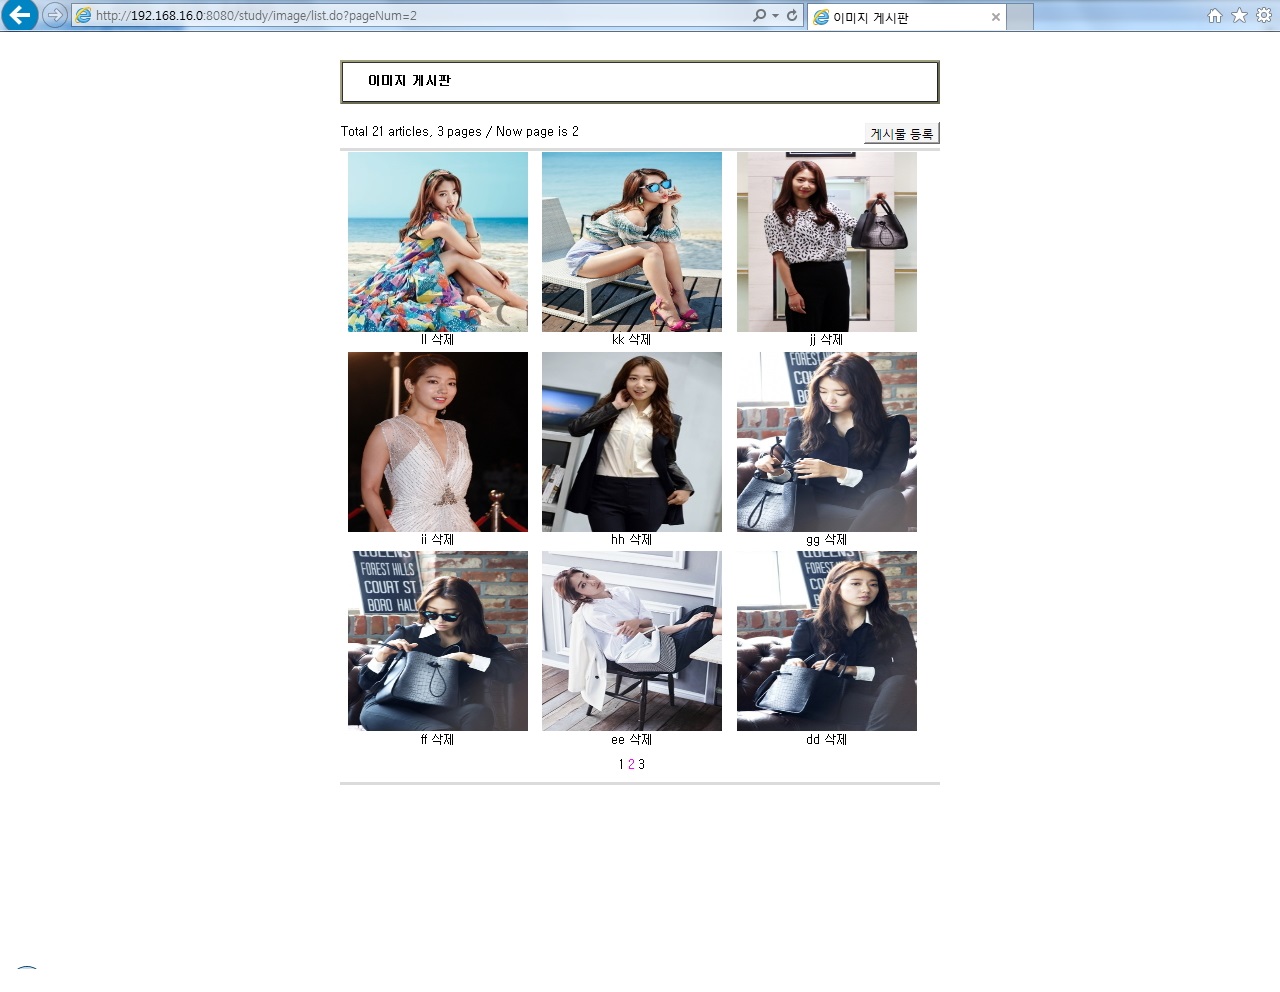 http://192.168.16.0:8080/study/image/list.do?pageNum=2
이미지 게시판
이미지 게시판
Total 21 articles, 3 pages / Now page is 2
게시물 등록
ll 삭제
kk 삭제
jj 삭제
FOREST HILLS
ii 삭제
hh 삭제
gg 삭제
QUEENS
FOREST HILLS
COURT ST
BORO HALL
ff 삭제
ee 삭제
dd 삭제
1 2 3